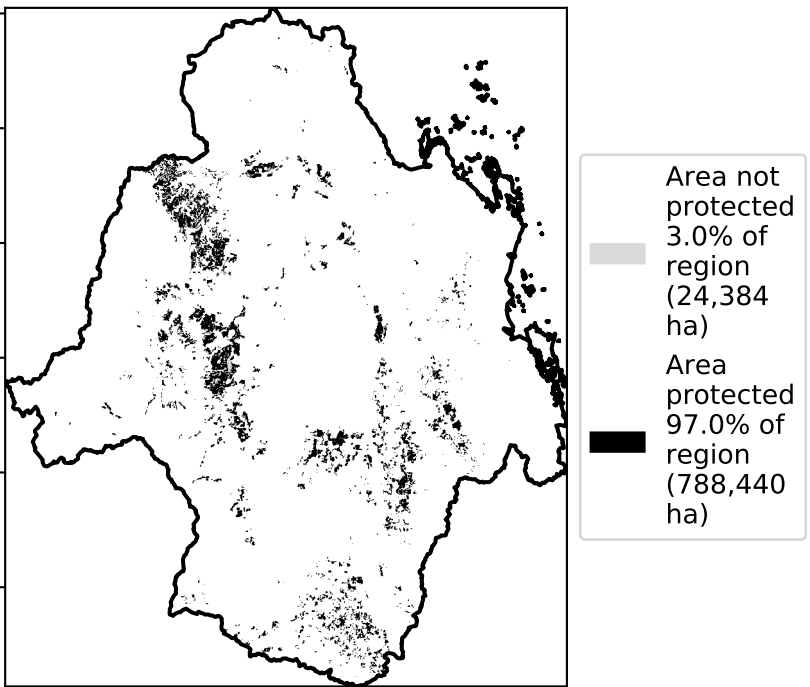 Area not
protected
3.0% of
region
(24,384
ha)
Area
protected
97.0% of
region
(788,440
ha)